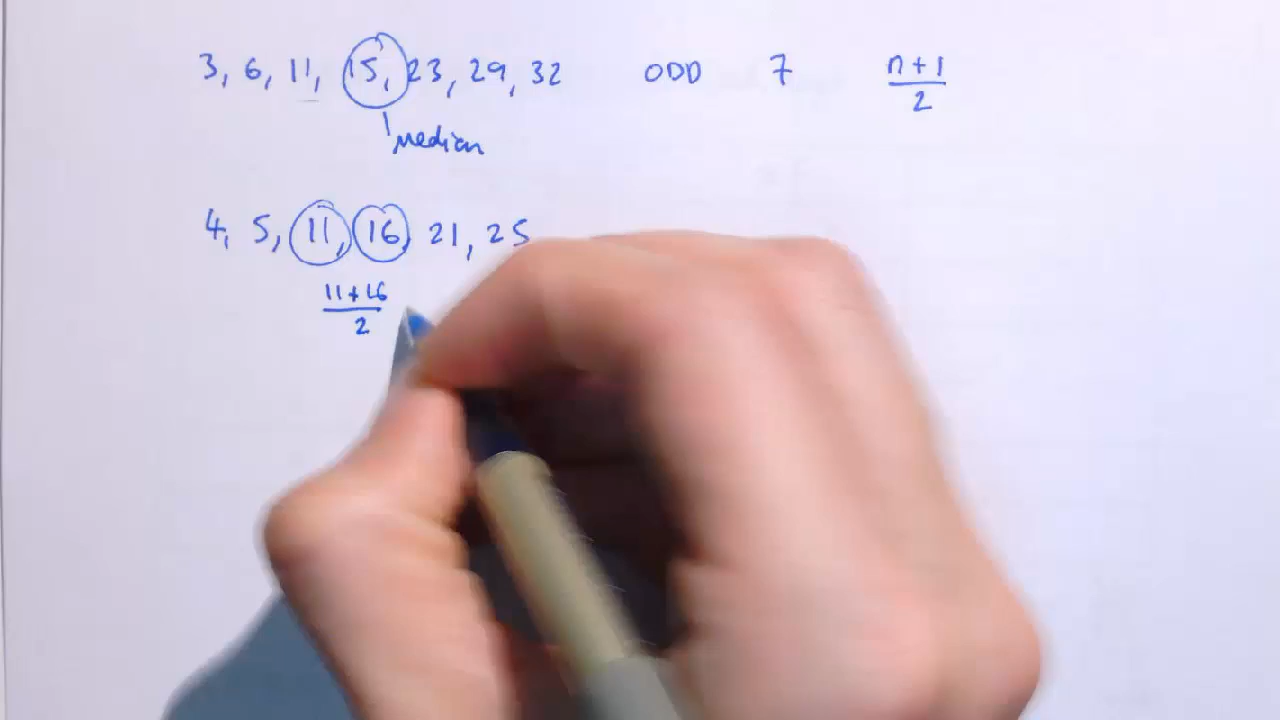 3, 6, 11, 15, 23, 29, 32 ODD 7 n+1/2
median
4, 5, 11, 16, 21, 25
11+16/2